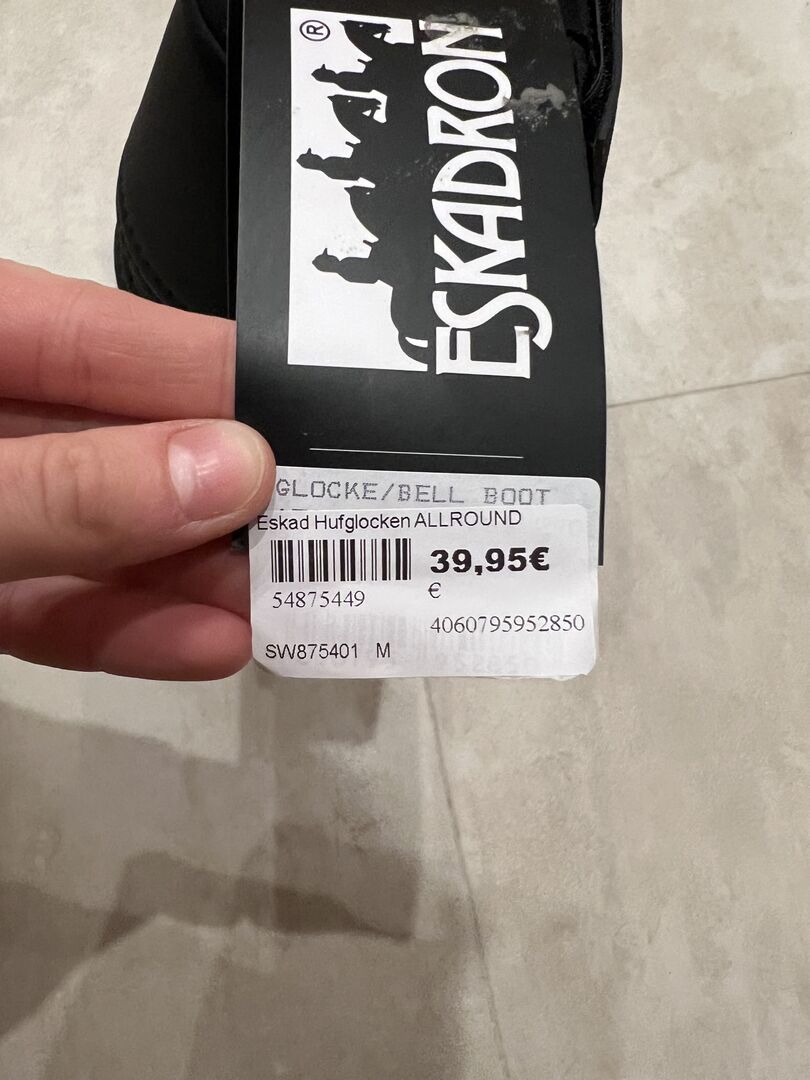 ®
ESKADRON
GLOCKE/BELL BOOT
Eskad Hufglocken ALLROUND
39,95€
€
54875449
4060795952850
SW875401 M